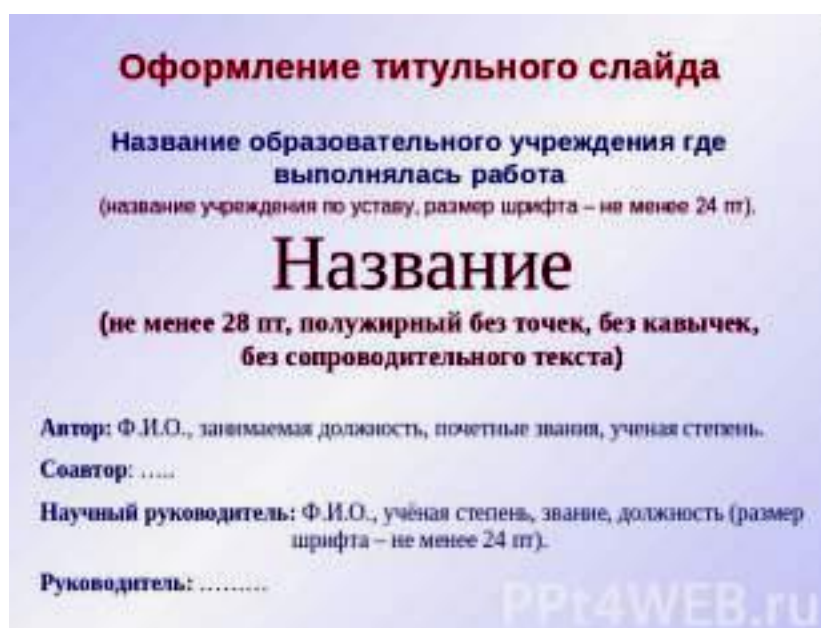 Оформление титульного слайда
Название образовательного учреждения где
выполнялась работа
(название учреждения по уставу, размер шрифта – не менее 24 пт).
Название
(не менее 28 пт, полужирный без точек, без кавычек,
без сопроводительного текста)
Автор: Ф.И.О., занимаемая должность, почетные звания, ученая степень.
Соавтор: …..
Научный руководитель: Ф.И.О., учёная степень, звание, должность (размер
шрифта – не менее 24 пт).
Руководитель: ………
PPt4WEB.ru